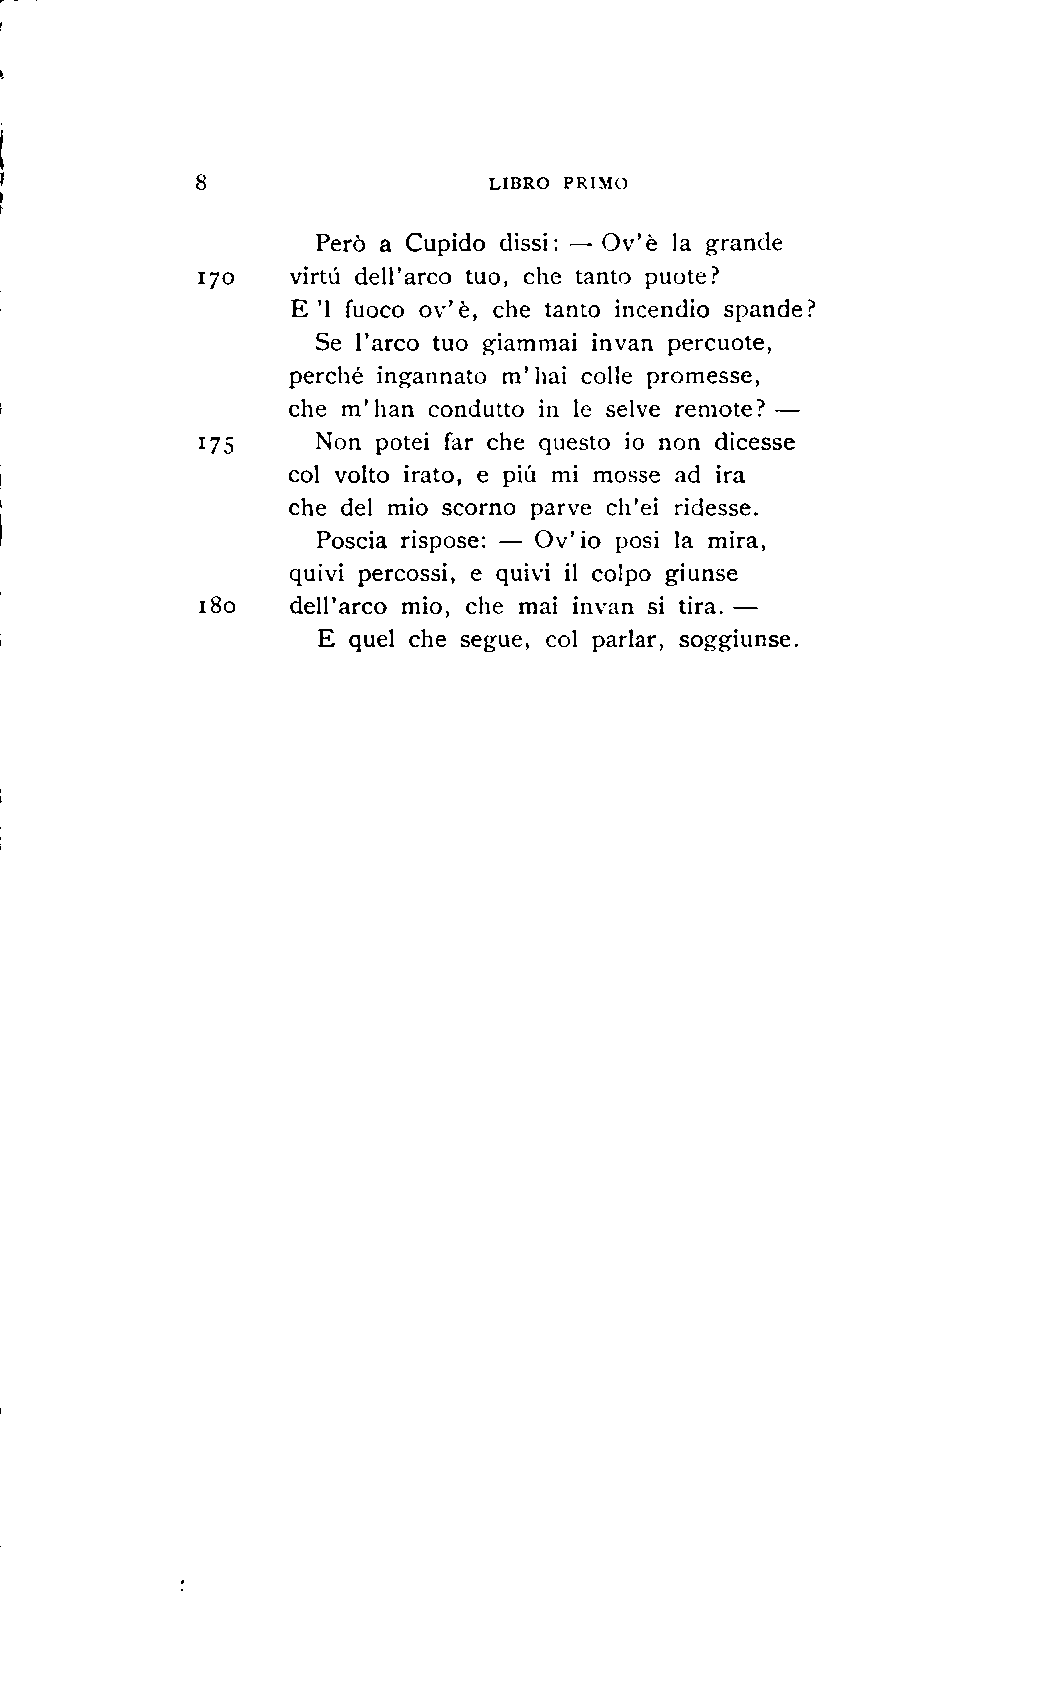 8 LIBRO PRIMO
Però a Cupido dissi: — Ov'è la grande
170 virtú dell'arco tuo, che tanto puote?
E 'l fuoco ov'è, che tanto incendio spande?
Se l'arco tuo giammai invan percuote,
perché ingannato m'hai colle promesse,
che m'han condutto in le selve remote? —
175 Non potei far che questo io non dicesse
col volto irato, e piú mi mosse ad ira
che del mio scorno parve ch'ei ridesse.
Poscia rispose: — Ov'io posi la mira,
quivi percossi, e quivi il colpo giunse
180 dell'arco mio, che mai invan si tira. —
E quel che segue, col parlar, soggiunse.